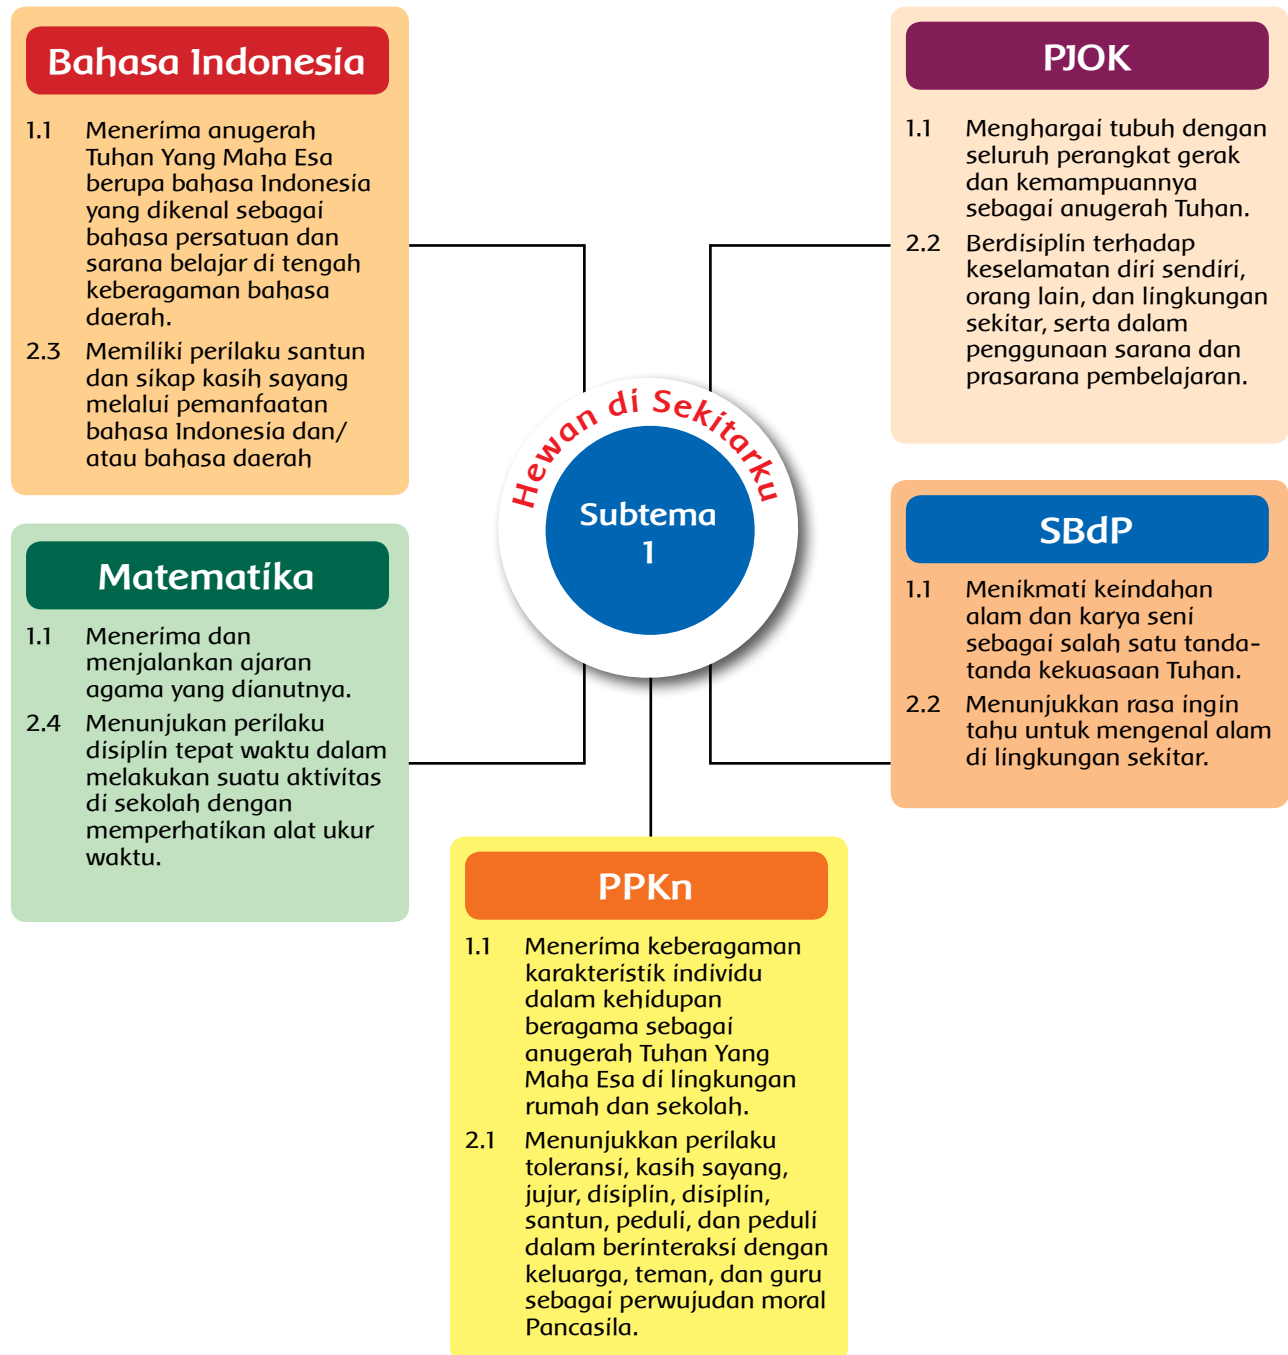 Bahasa Indonesia
1.1 Menerima anugerah
Tuhan Yang Maha Esa
berupa bahasa Indonesia
yang dikenal sebagai
bahasa persatuan dan
sarana belajar di tengah
keberagaman bahasa
daerah.
2.3 Memiliki perilaku santun
dan sikap kasih sayang
melalui pemanfaatan
bahasa Indonesia dan/
atau bahasa daerah
PJOK
1.1 Menghargai tubuh dengan
seluruh perangkat gerak
dan kemampuannya
sebagai anugerah Tuhan.
2.2 Berdisiplin terhadap
keselamatan diri sendiri,
orang lain, dan lingkungan
sekitar, serta dalam
penggunaan sarana dan
prasarana pembelajaran.
Hewan di Sekitarku
Subtema
1
Matematika
1.1 Menerima dan
menjalankan ajaran
agama yang dianutnya.
2.4 Menunjukan perilaku
disiplin tepat waktu dalam
melakukan suatu aktivitas
di sekolah dengan
memperhatikan alat ukur
waktu.
SBdP
1.1 Menikmati keindahan
alam dan karya seni
sebagai salah satu tanda-
tanda kekuasaan Tuhan.
2.2 Menunjukkan rasa ingin
tahu untuk mengenal alam
di lingkungan sekitar.
PPKn
1.1 Menerima keberagaman
karakteristik individu
dalam kehidupan
beragama sebagai
anugerah Tuhan Yang
Maha Esa di lingkungan
rumah dan sekolah.
2.1 Menunjukkan perilaku
toleransi, kasih sayang,
jujur, disiplin, disiplin,
santun, peduli, dan peduli
dalam berinteraksi dengan
keluarga, teman, dan guru
sebagai perwujudan moral
Pancasila.